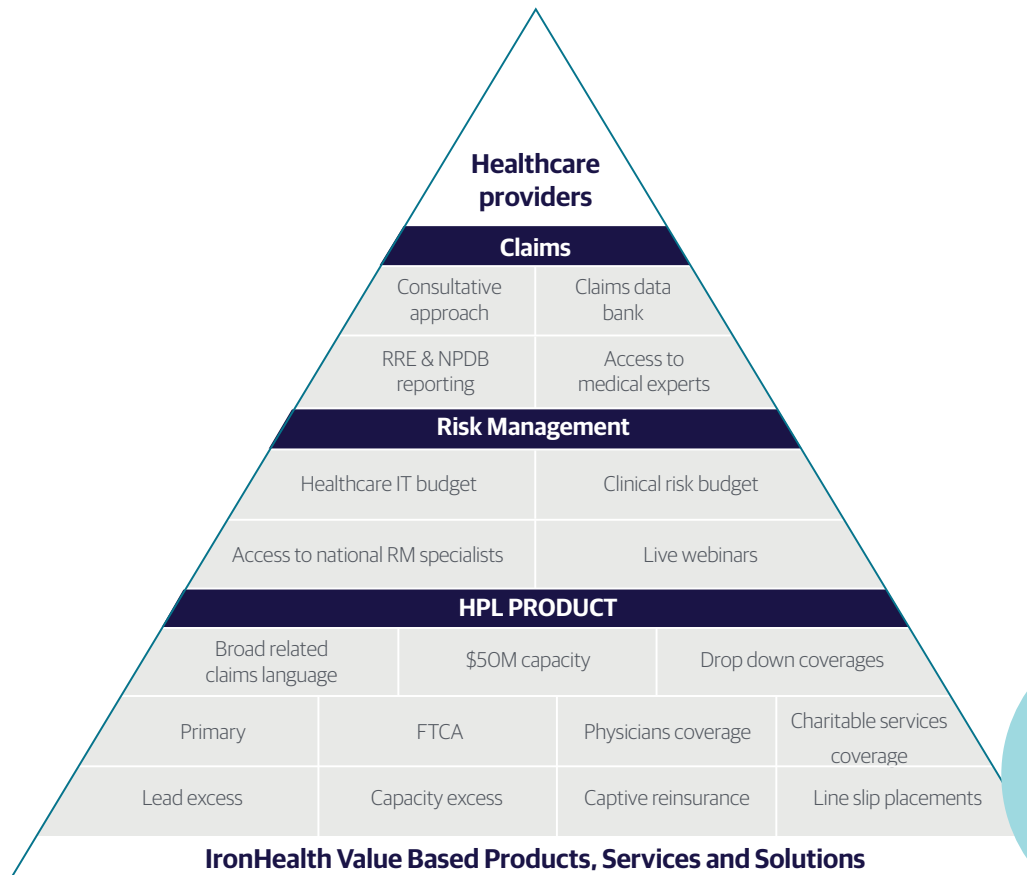 Healthcare
providers
Claims
Consultative
approach
Claims data
bank
RRE & NPDB
reporting
Access to
medical experts
Risk Management
Healthcare IT budget
Clinical risk budget
Access to national RM specialists
Live webinars
HPL PRODUCT
Broad related
claims language
$50M capacity
Drop down coverages
Primary
FTCA
Physicians coverage
Charitable services
coverage
Lead excess
Capacity excess
Captive reinsurance
Line slip placements
IronHealth Value Based Products, Services and Solutions